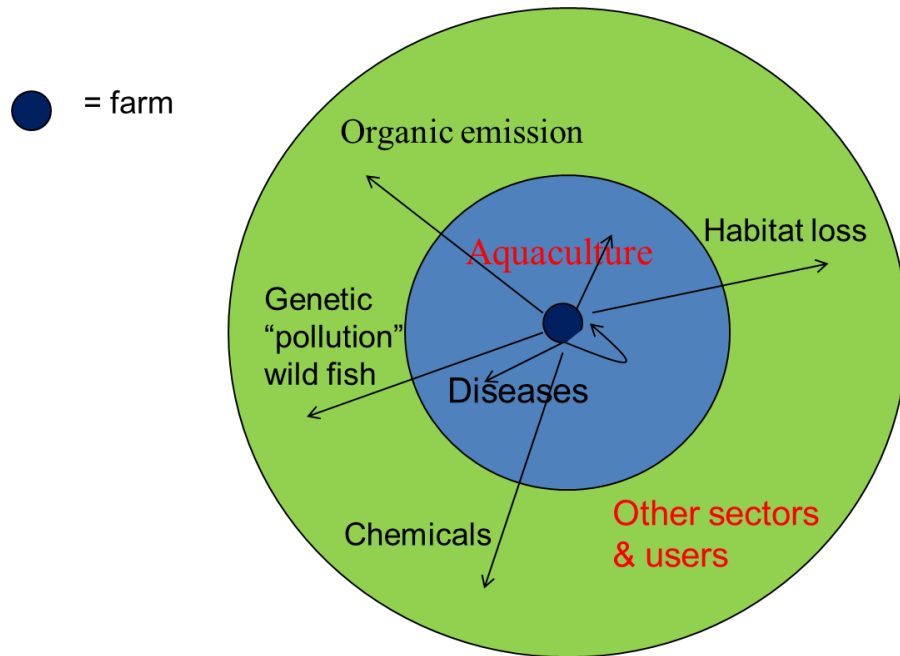 = farm
Organic emission
Habitat loss
Aquaculture
Genetic
“pollution”
wild fish
Diseases
Chemicals
Other sectors
& users